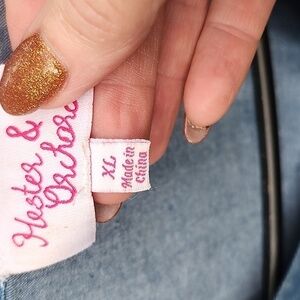 Hester &
Orchard
XL
Made in
China